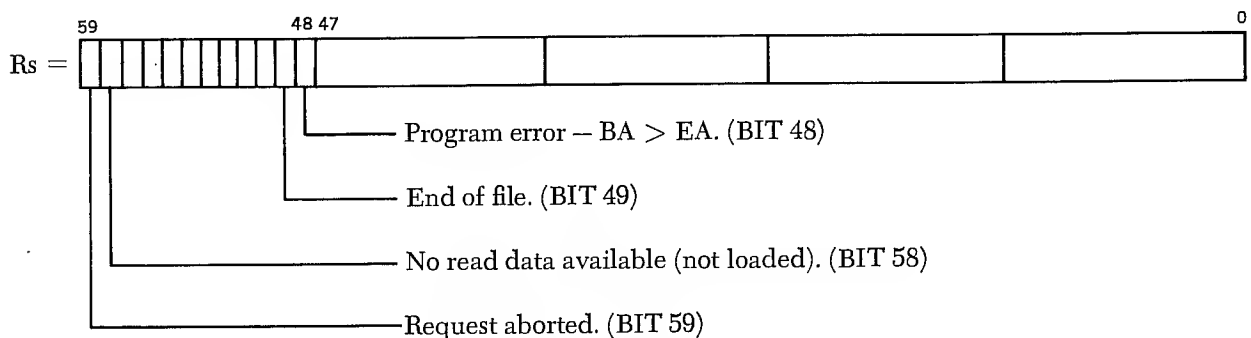 59 48 47 0
Rs =
Program error – BA > EA. (BIT 48)
End of file. (BIT 49)
No read data available (not loaded). (BIT 58)
Request aborted. (BIT 59)